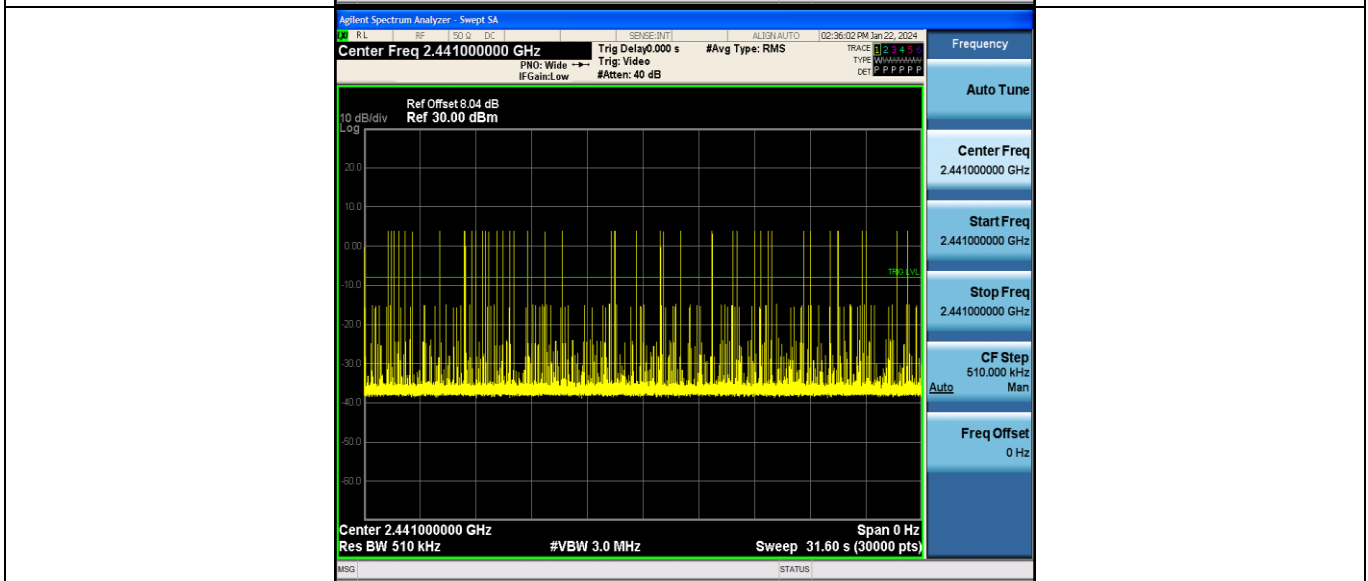 Agilent Spectrum Analyzer - Swept SA
RL RF 50 Ω DC SENSE:INT ALIGN AUTO 02:36:02 PM Jan 22, 2024
Center Freq 2.441000000 GHz
PNO: Wide
IFGain:Low
Trig Delay0.000 s
Trig: Video
#Atten: 40 dB
#Avg Type: RMS
TRACE 1 2 3 4 5 6
TYPE
DET P P P P P P
Ref Offset 8.04 dB
10 dB/div Ref 30.00 dBm
Log
20.0
10.0
0.00
TRIG LVL
-10.0
-20.0
-30.0
-40.0
-50.0
-60.0
Center 2.441000000 GHz Span 0 Hz
Res BW 510 kHz #VBW 3.0 MHz Sweep 31.60 s (30000 pts)
MSG STATUS
Frequency
Auto Tune
Center Freq
2.441000000 GHz
Start Freq
2.441000000 GHz
Stop Freq
2.441000000 GHz
CF Step
510.000 kHz
Auto Man
Freq Offset
0 Hz